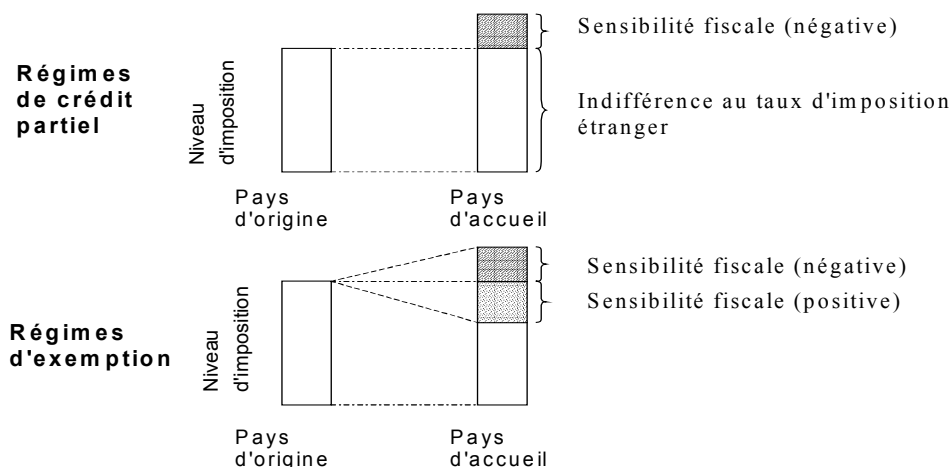 Sensibilité fiscale (négative)
Régimes
de crédit
partiel
Niveau
d'imposition
Indifférence au taux d'imposition
étranger
Pays
d'origine
Pays
d'accueil
Sensibilité fiscale (négative)
Sensibilité fiscale (positive)
Régimes
d'exemption
Niveau
d'imposition
Pays
d'origine
Pays
d'accueil